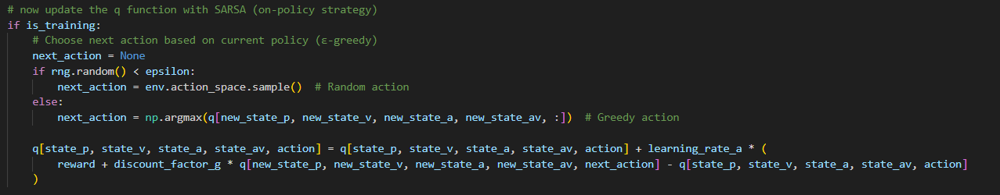 # now update the q function with SARSA (on-policy strategy)
if is_training:
    # Choose next action based on current policy (ε-greedy)
    next_action = None
    if rng.random() < epsilon:
        next_action = env.action_space.sample()  # Random action
    else:
        next_action = np.argmax(q[new_state_p, new_state_v, new_state_a, new_state_av, :])  # Greedy action

    q[state_p, state_v, state_a, state_av, action] = q[state_p, state_v, state_a, state_av, action] + learning_rate_a * (
        reward + discount_factor_g * q[new_state_p, new_state_v, new_state_a, new_state_av, next_action] - q[state_p, state_v, state_a, state_av, action]
    )